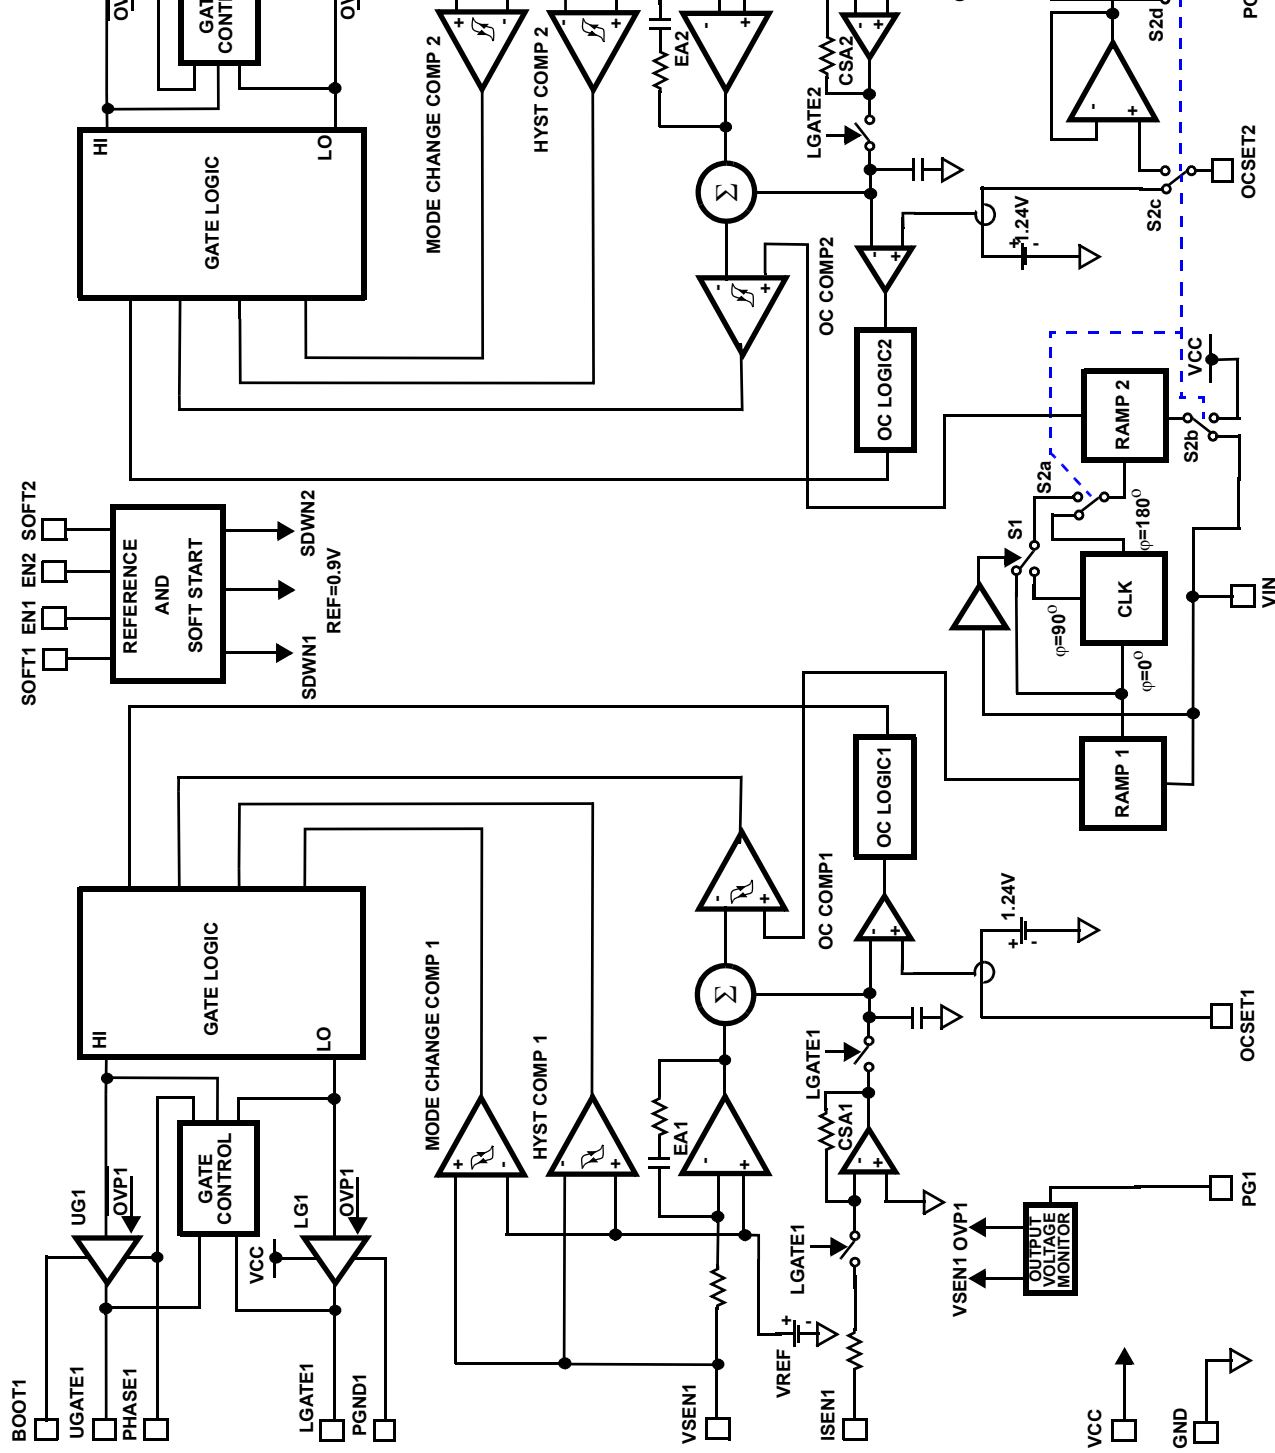 OV
GA
CONT
OV
HI
LO
GATE LOGIC
MODE CHANGE COMP 2
+
-
HYST COMP 2
-
+
EA2
-
+
Σ
-
+
OC COMP2
CSA2
-
+
LGATE2
-
+
OC LOGIC2
1.24V
+
-
S2d
PG
-
+
OCSET2
S2c
VCC
RAMP 2
S2b
S2a
S1
φ=180°
CLK
φ=90°
φ=0°
VIN
RAMP 1
SOFT2
EN2
EN1
SOFT1
REFERENCE
AND
SOFT START
SDWN2
REF=0.9V
SDWN1
HI
LO
GATE LOGIC
MODE CHANGE COMP 1
+
-
HYST COMP 1
-
+
EA1
-
+
Σ
-
+
OC COMP1
OC LOGIC1
-
+
1.24V
+
-
OCSET1
LGATE1
CSA1
-
+
LGATE1
UG1
OVP1
GATE
CONTROL
LG1
OVP1
VCC
BOOT1
UGATE1
PHASE1
LGATE1
PGND1
VSEN1
VREF
+
-
ISEN1
VSEN1 OVP1
OUTPUT
VOLTAGE
MONITOR
PG1
VCC
GND